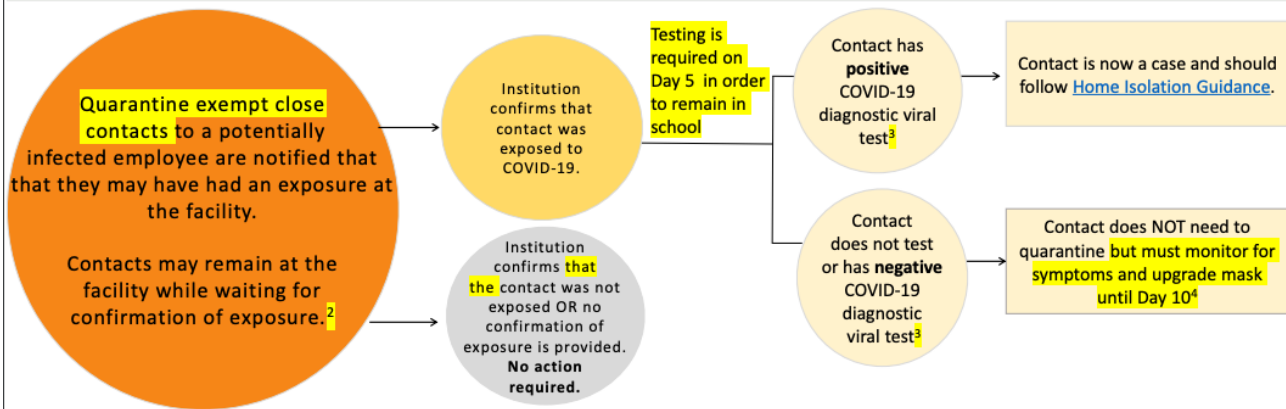 Quarantine exempt close
contacts to a potentially
infected employee are notified that
that they may have had an exposure at
the facility.
Contacts may remain at the
facility while waiting for
confirmation of exposure.²
Institution
confirms that
contact was
exposed to
COVID-19.
Institution
confirms that
the contact was not
exposed OR no
confirmation of
exposure is provided.
No action
required.
Testing is
required on
Day 5 in order
to remain in
school
Contact has
positive
COVID-19
diagnostic viral
test³
Contact is now a case and should
follow Home Isolation Guidance.
Contact
does not test
or has negative
COVID-19
diagnostic
viral test³
Contact does NOT need to
quarantine but must monitor for
symptoms and upgrade mask
until Day 10⁴